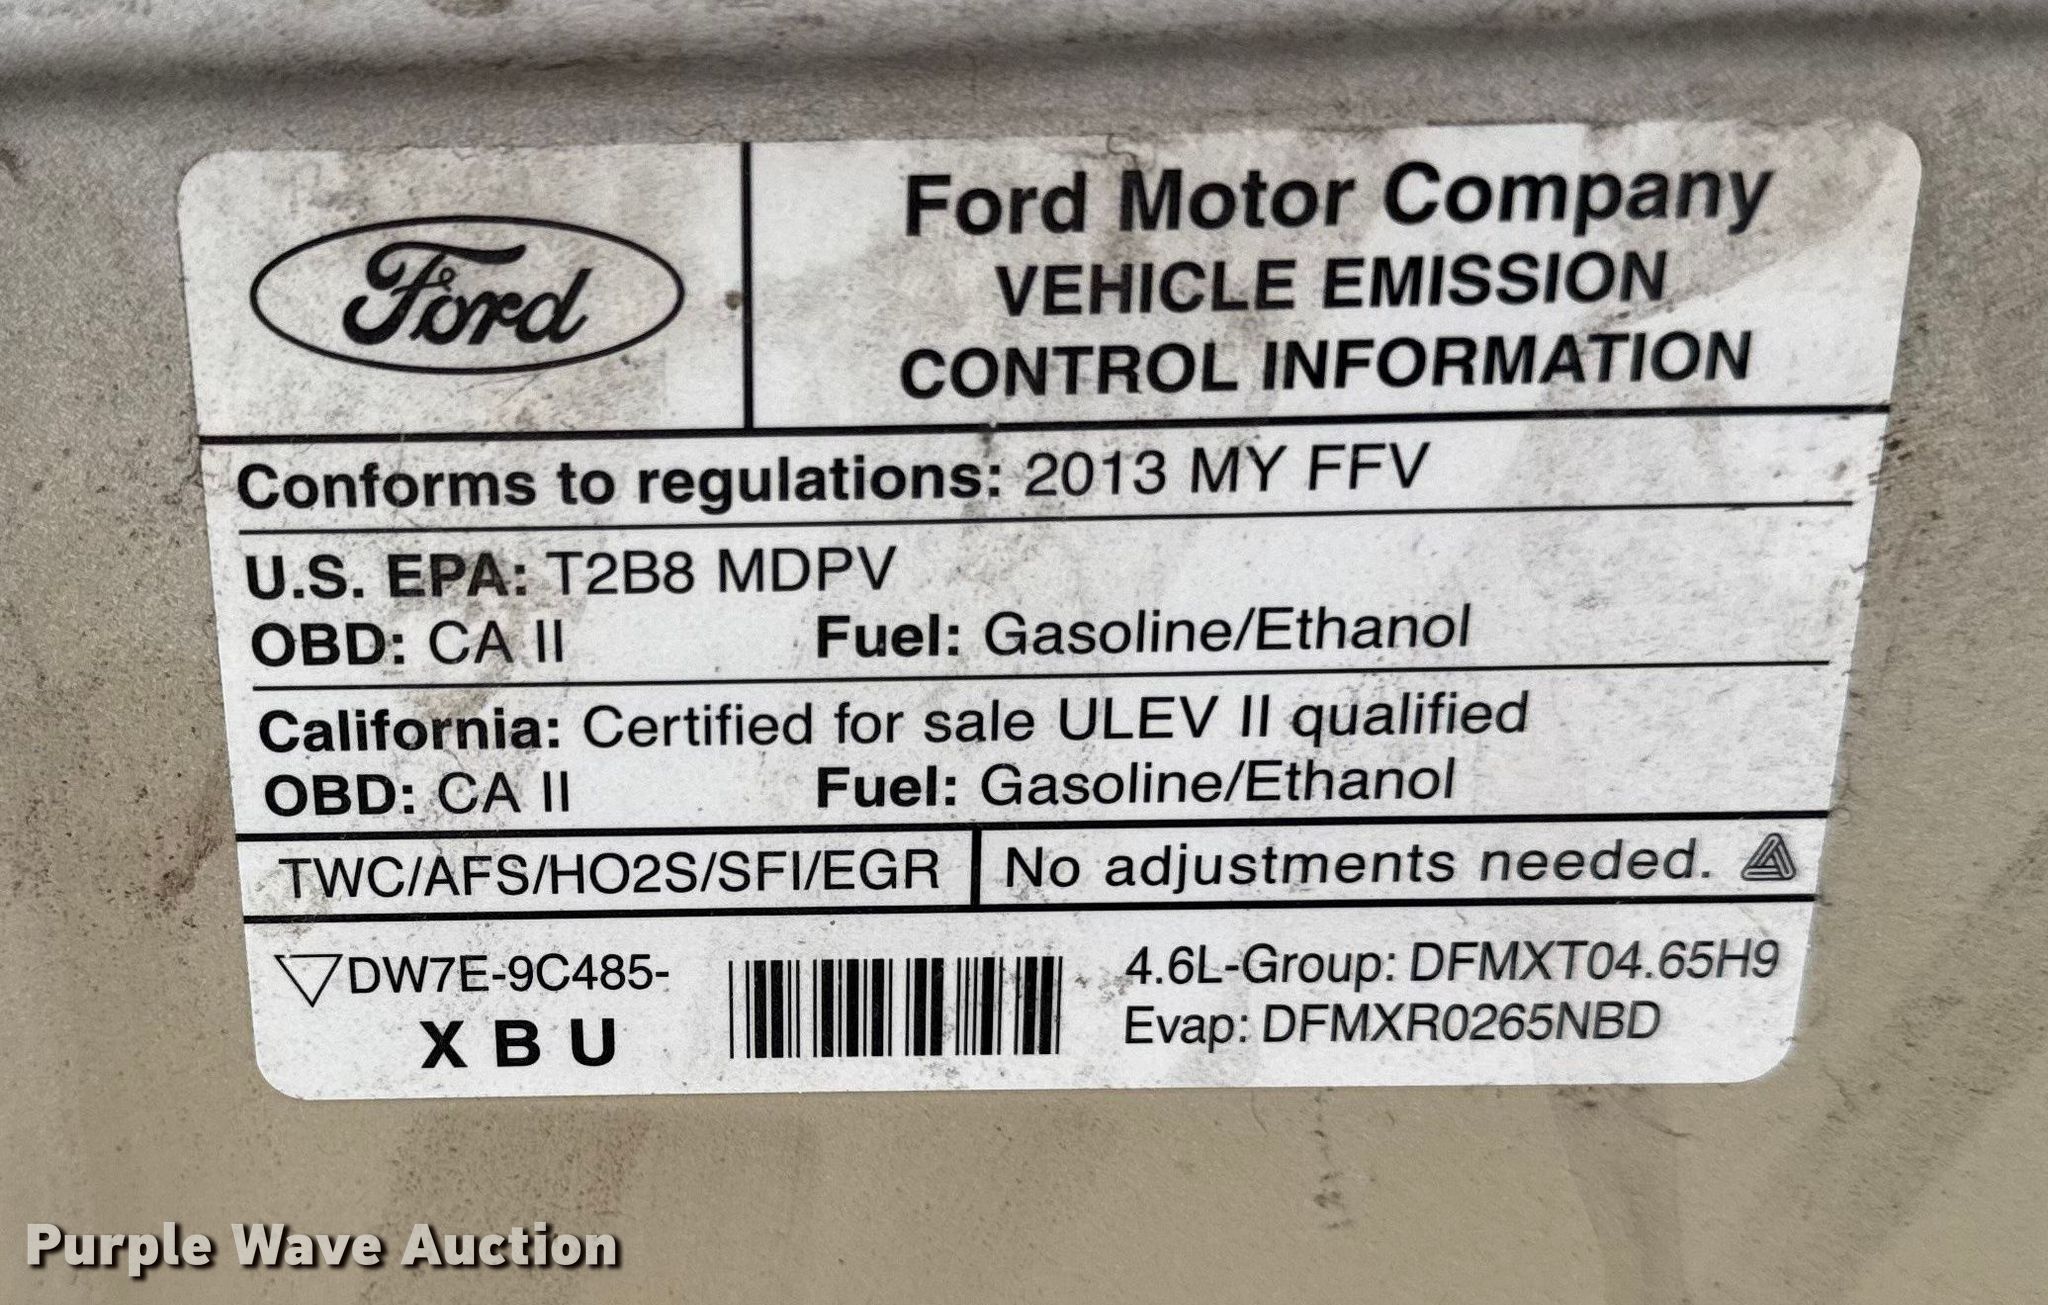 Ford
Ford Motor Company
VEHICLE EMISSION
CONTROL INFORMATION
Conforms to regulations: 2013 MY FFV
U.S. EPA: T2B8 MDPV
OBD: CA II Fuel: Gasoline/Ethanol
California: Certified for sale ULEV II qualified
OBD: CA II Fuel: Gasoline/Ethanol
TWC/AFS/HO2S/SFI/EGR No adjustments needed.
DW7E-9C485-
X B U
4.6L-Group: DFMXT04.65H9
Evap: DFMXR0265NBD
Purple Wave Auction